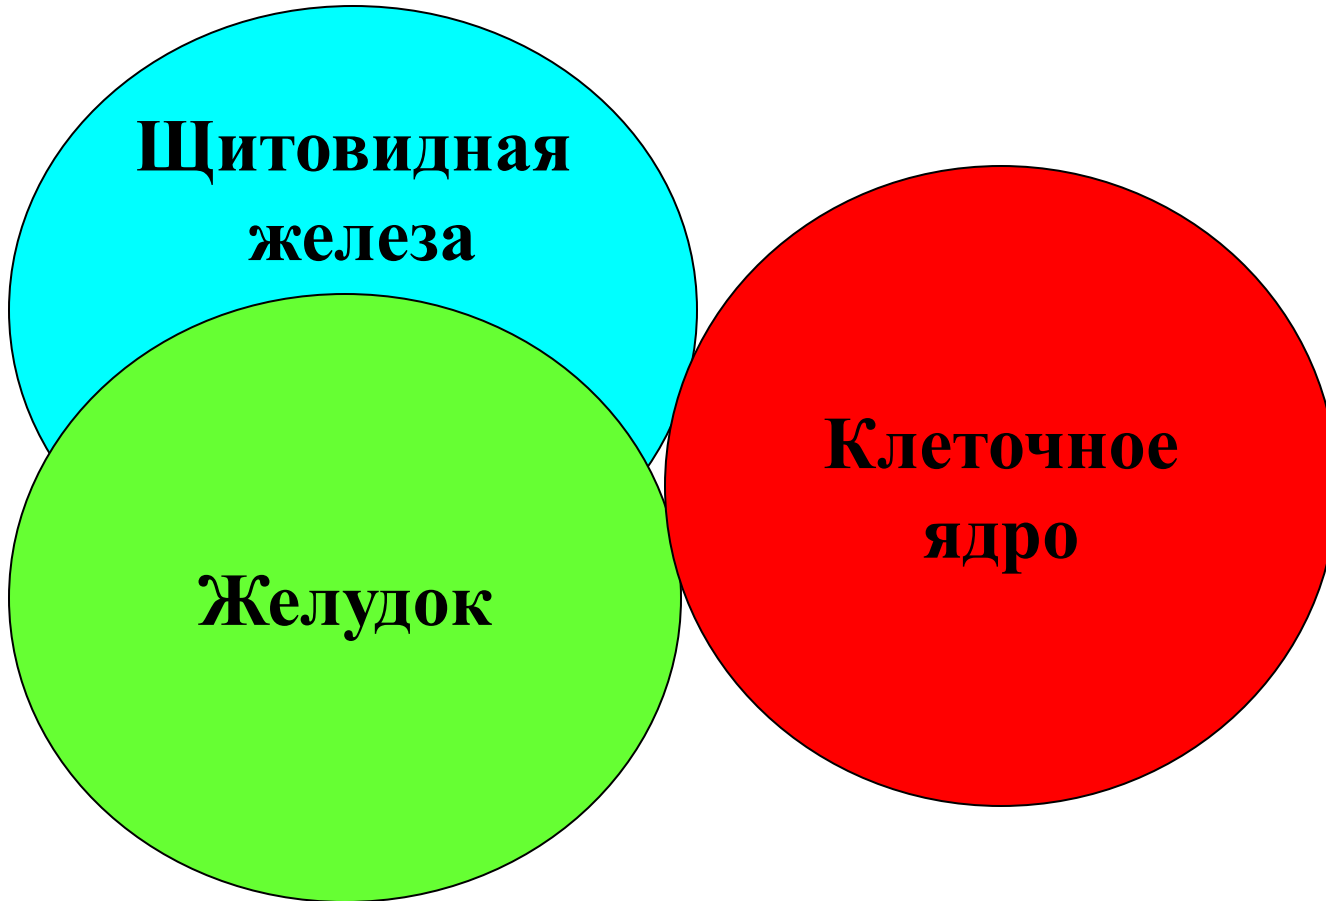 Щитовидная
железа
Клеточное
ядро
Желудок